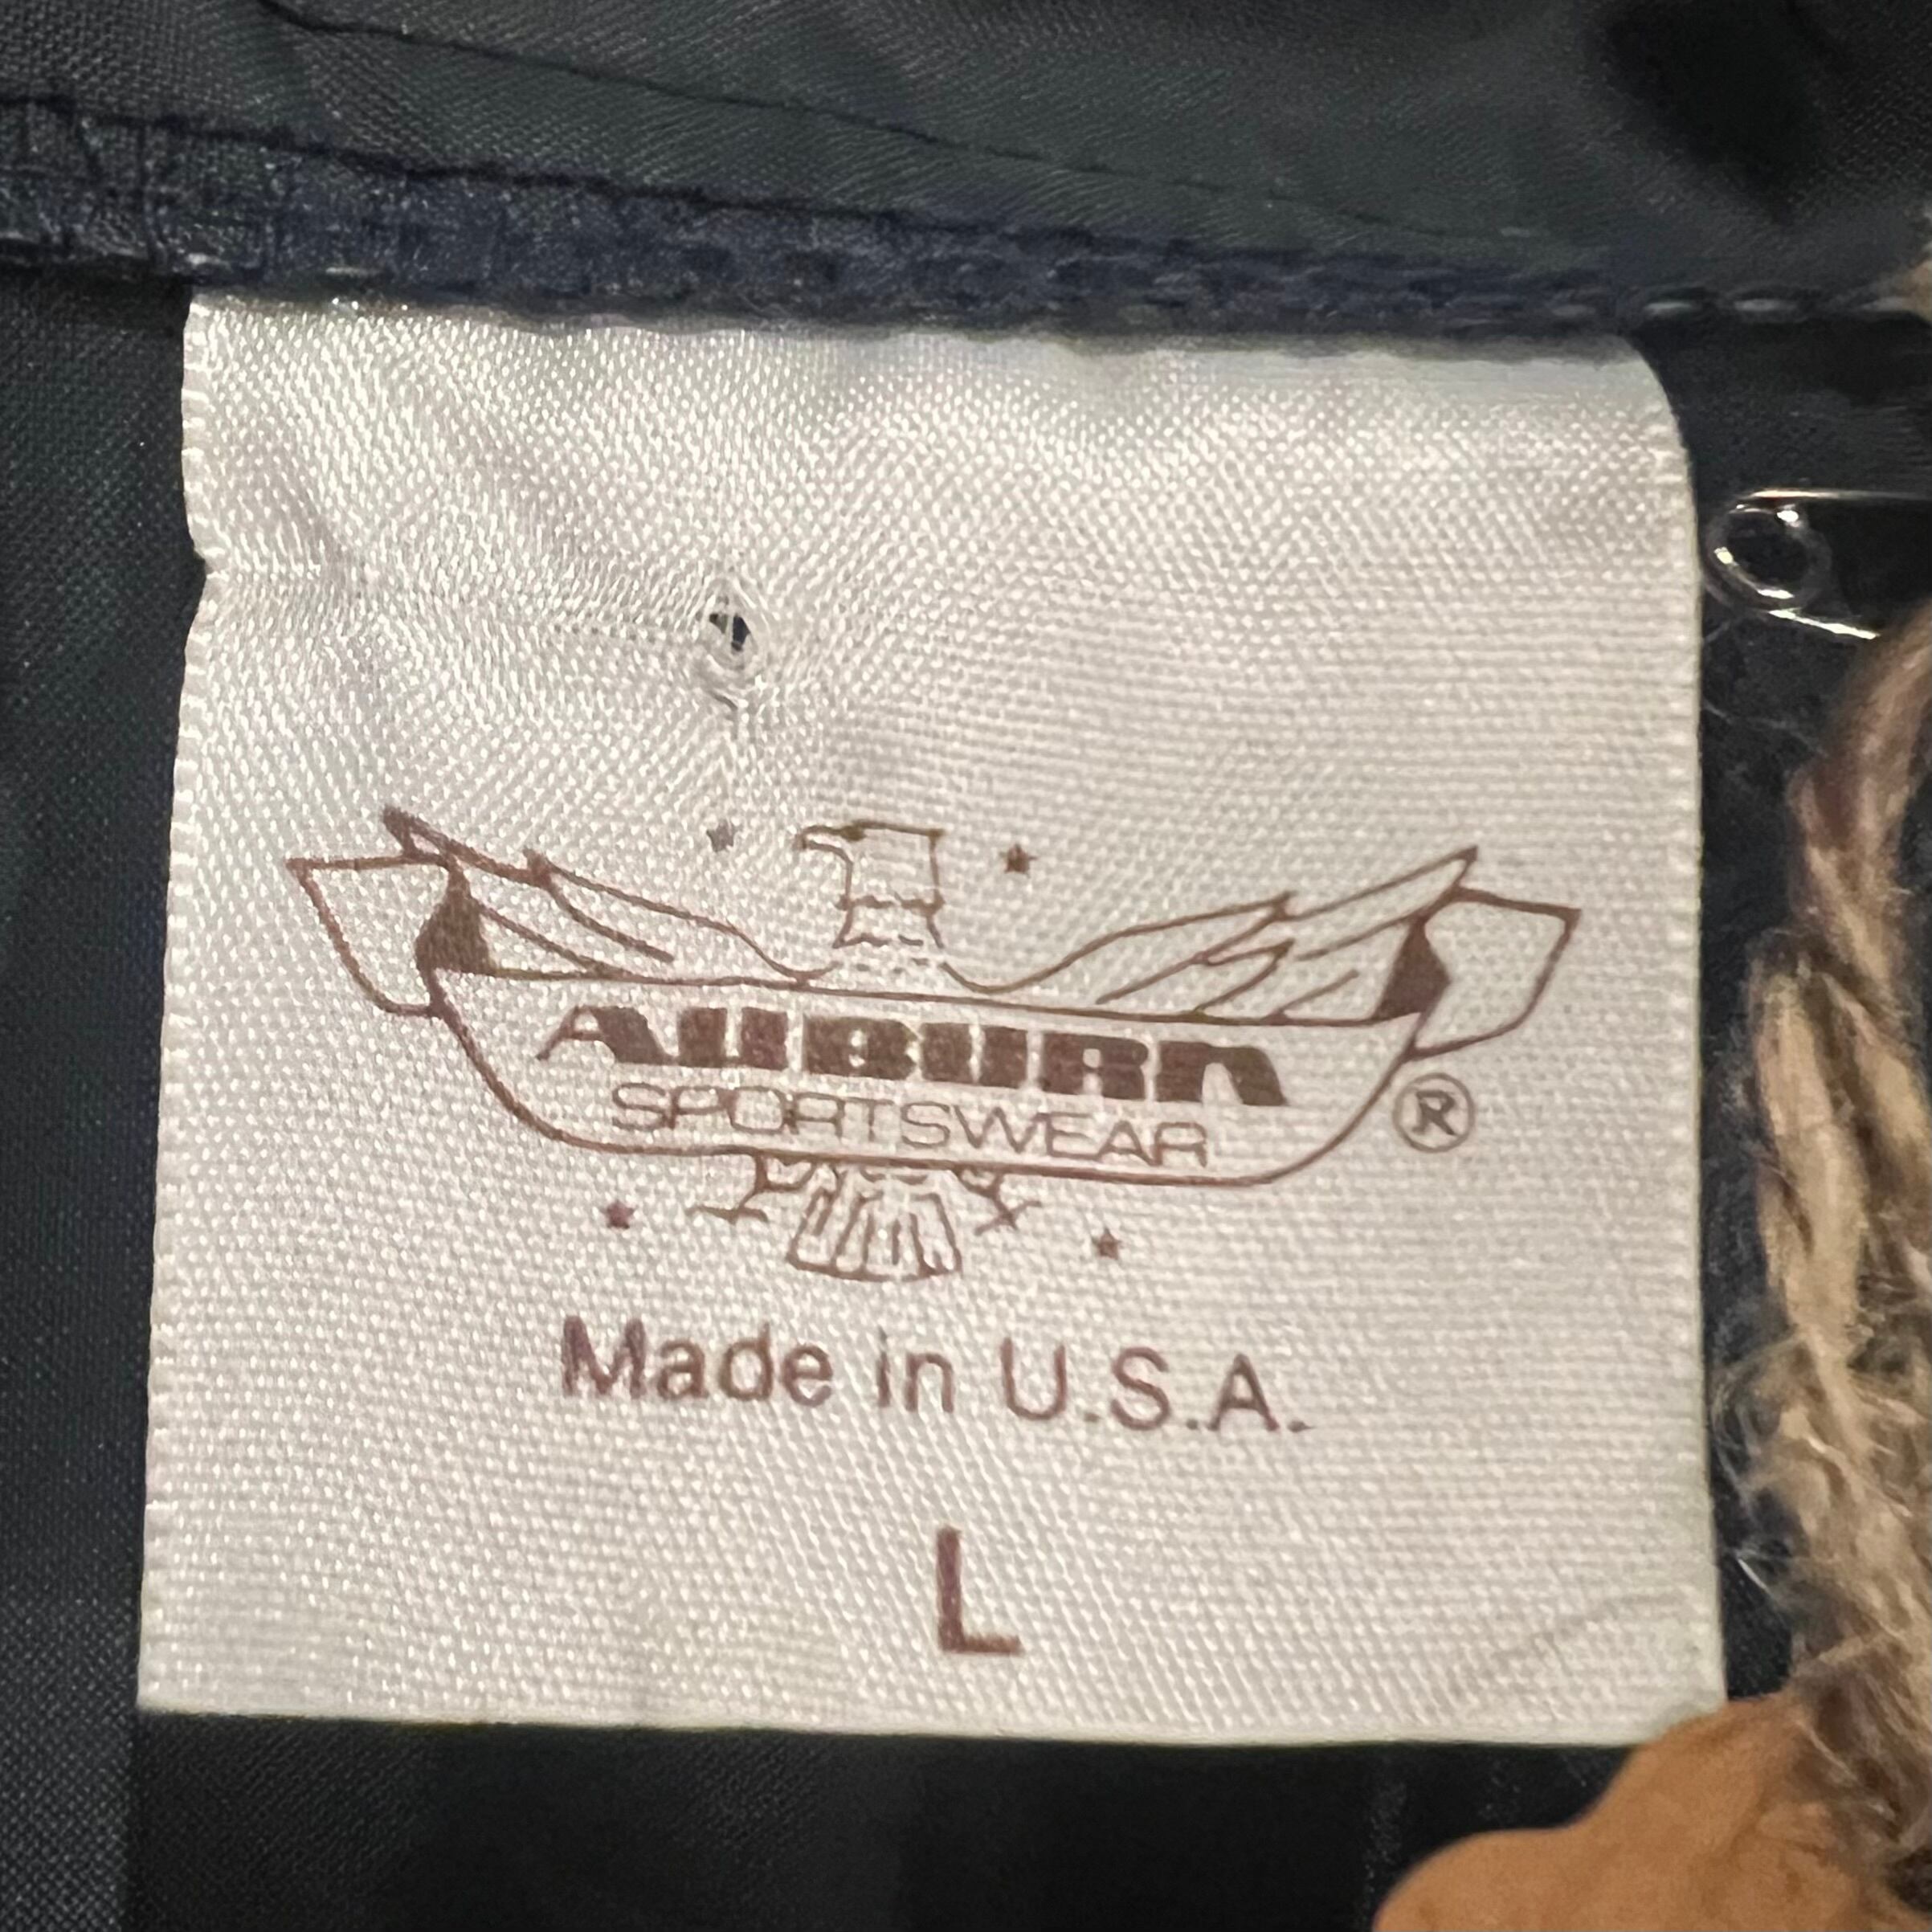 AUBURN
SPORTSWEAR
®
Made in U.S.A.
L